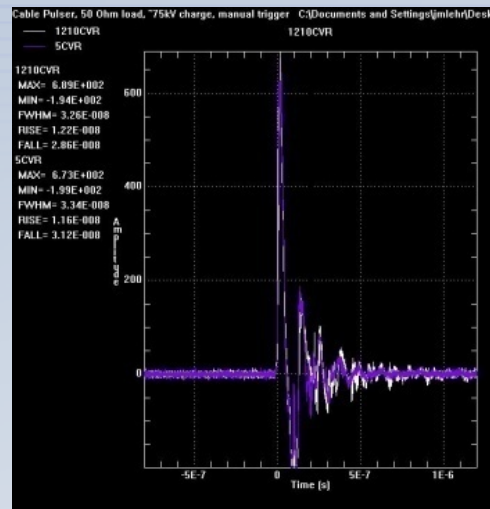 Cable Pulser, 50 Ohm load, ~75kV charge, manual trigger C:\Documents and Settings\jmlehr\Desk
1210CVR
5CVR
1210CVR
1210CVR
MAX= 6.89E+002
MIN= -1.94E+002
FWHM= 3.26E-008
RISE= 1.22E-008
FALL= 2.86E-008
5CVR
MAX= 6.73E+002
MIN= -1.99E+002
FWHM= 3.34E-008
RISE= 1.16E-008
FALL= 3.12E-008
Amplitude
600
400
200
0
-5E-7 0 5E-7 1E-6
Time (s)